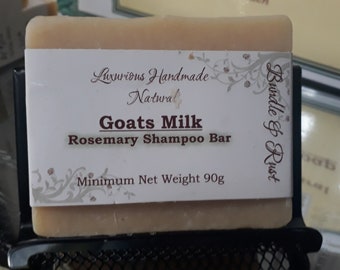 Luxurious Handmade
Natural
Goats Milk
Rosemary Shampoo Bar
Minimum Net Weight 90g
Bundle & Rust